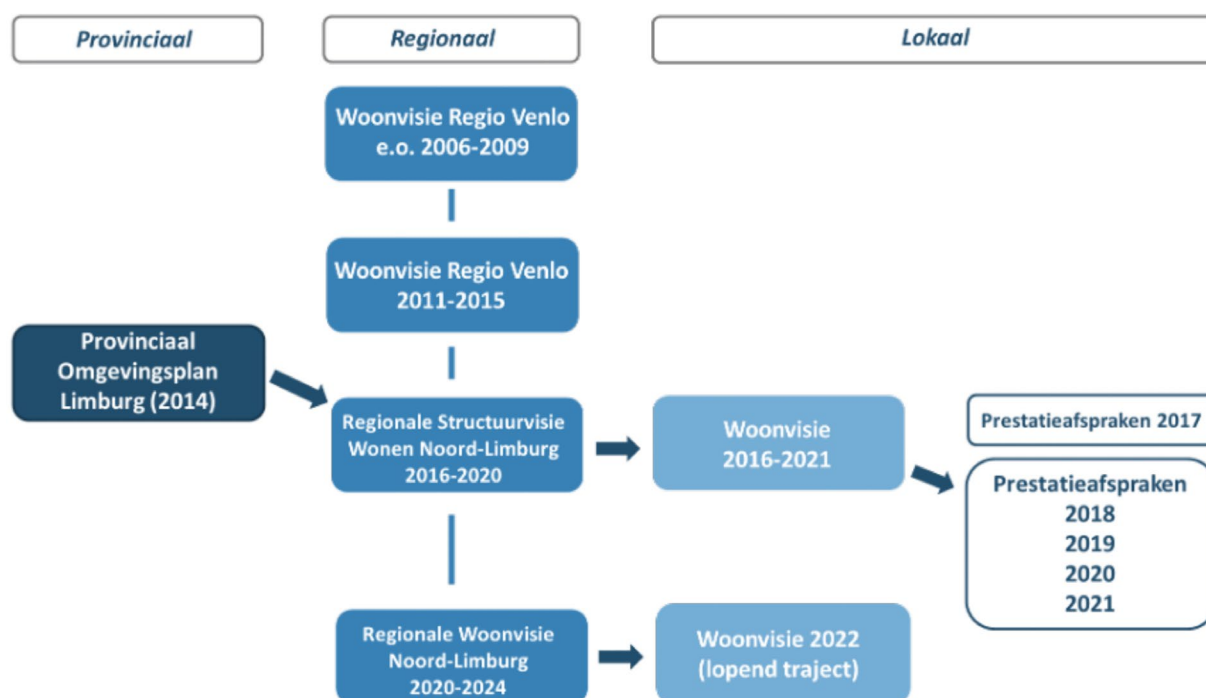 Provinciaal
Regionaal
Lokaal
Woonvisie Regio Venlo
e.o. 2006-2009
Woonvisie Regio Venlo
2011-2015
Provinciaal
Omgevingsplan
Limburg (2014)
Regionale Structuurvisie
Wonen Noord-Limburg
2016-2020
Woonvisie
2016-2021
Prestatieafspraken 2017
Prestatieafspraken
2018
2019
2020
2021
Regionale Woonvisie
Noord-Limburg
2020-2024
Woonvisie 2022
(lopend traject)